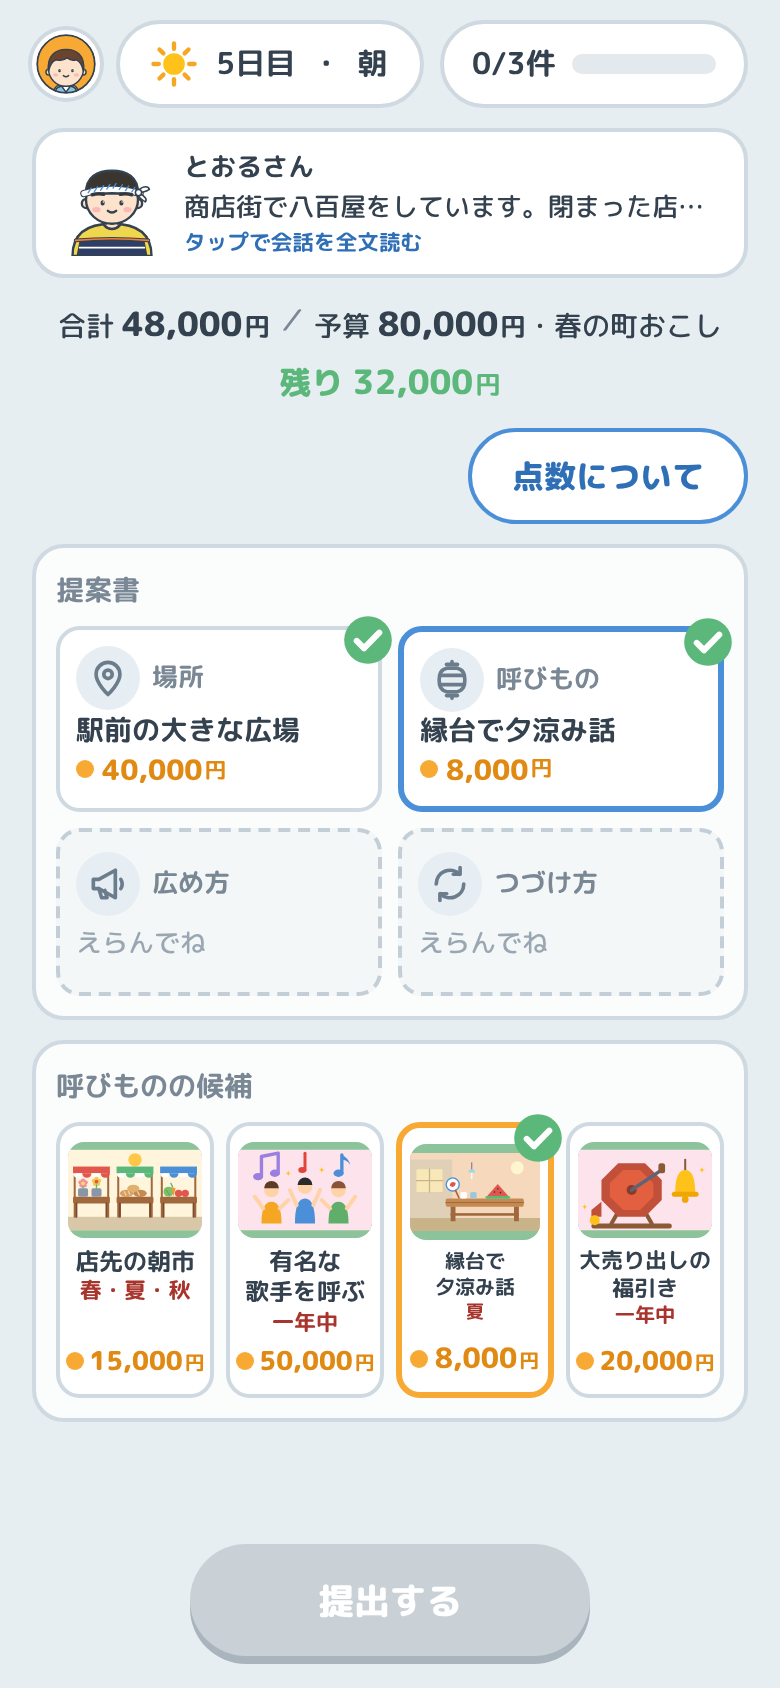 5日目 ・ 朝
0/3件
とおるさん
商店街で八百屋をしています。閉まった店…
タップで会話を全文読む
合計 48,000円 / 予算 80,000円・春の町おこし
残り 32,000円
点数について
提案書
場所
駅前の大きな広場
40,000円
呼びもの
縁台で夕涼み話
8,000円
広め方
えらんでね
つづけ方
えらんでね
呼びものの候補
店先の朝市
春・夏・秋
15,000円
有名な
歌手を呼ぶ
一年中
50,000円
縁台で
夕涼み話
夏
8,000円
大売り出しの
福引き
一年中
20,000円
提出する